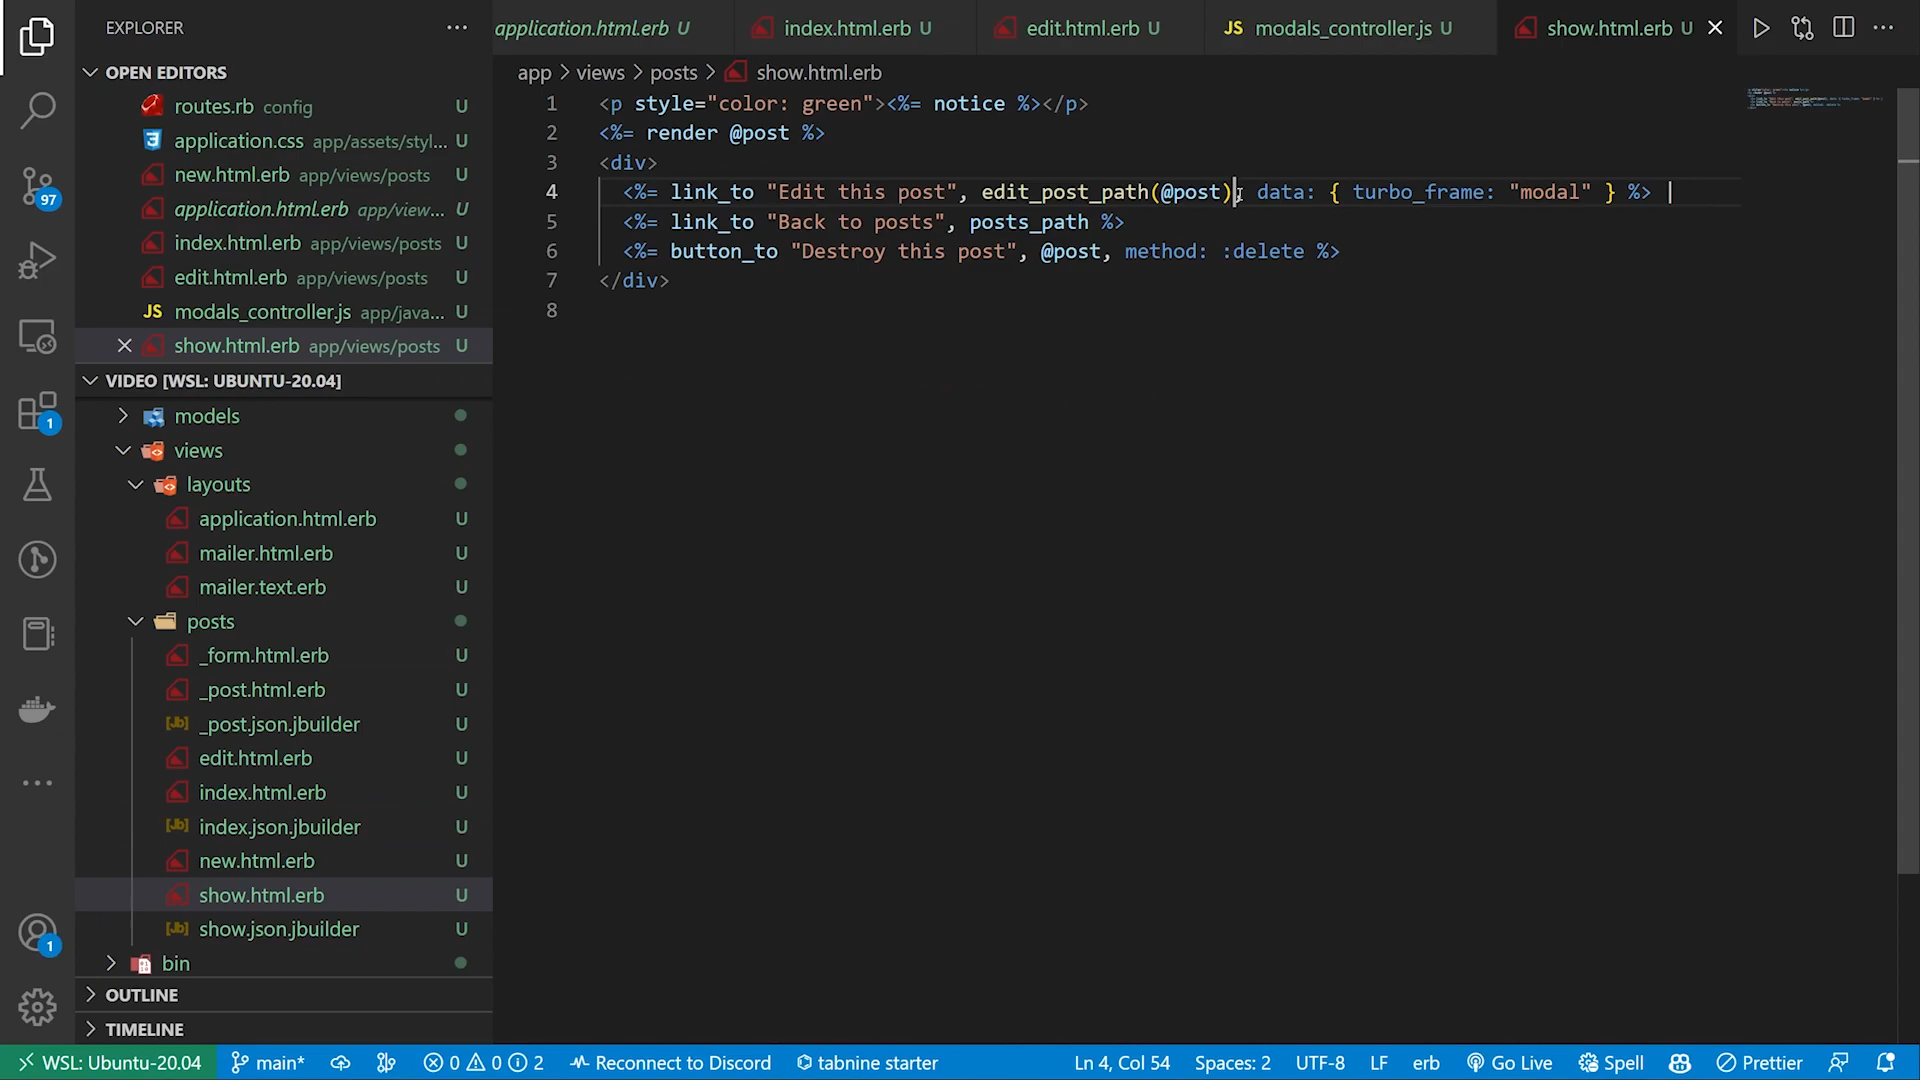 EXPLORER
OPEN EDITORS
routes.rb config U
application.css app/assets/styl... U
new.html.erb app/views/posts U
application.html.erb app/view... U
index.html.erb app/views/posts U
edit.html.erb app/views/posts U
JS modals_controller.js app/java... U
show.html.erb app/views/posts U
VIDEO [WSL: UBUNTU-20.04]
models
views
layouts
application.html.erb U
mailer.html.erb U
mailer.text.erb U
posts
_form.html.erb U
_post.html.erb U
_post.json.jbuilder U
edit.html.erb U
index.html.erb U
index.json.jbuilder U
new.html.erb U
show.html.erb U
show.json.jbuilder U
bin
OUTLINE
TIMELINE
97
1
1
application.html.erb U
index.html.erb U
edit.html.erb U
JS modals_controller.js U
show.html.erb U
app > views > posts > show.html.erb
1 <p style="color: green"><%= notice %></p>
2 <%= render @post %>
3 <div>
4 <%= link_to "Edit this post", edit_post_path(@post), data: { turbo_frame: "modal" } %> |
5 <%= link_to "Back to posts", posts_path %>
6 <%= button_to "Destroy this post", @post, method: :delete %>
7 </div>
8
WSL: Ubuntu-20.04 main* 0 0 2 Reconnect to Discord tabnine starter Ln 4, Col 54 Spaces: 2 UTF-8 LF erb Go Live Spell Prettier